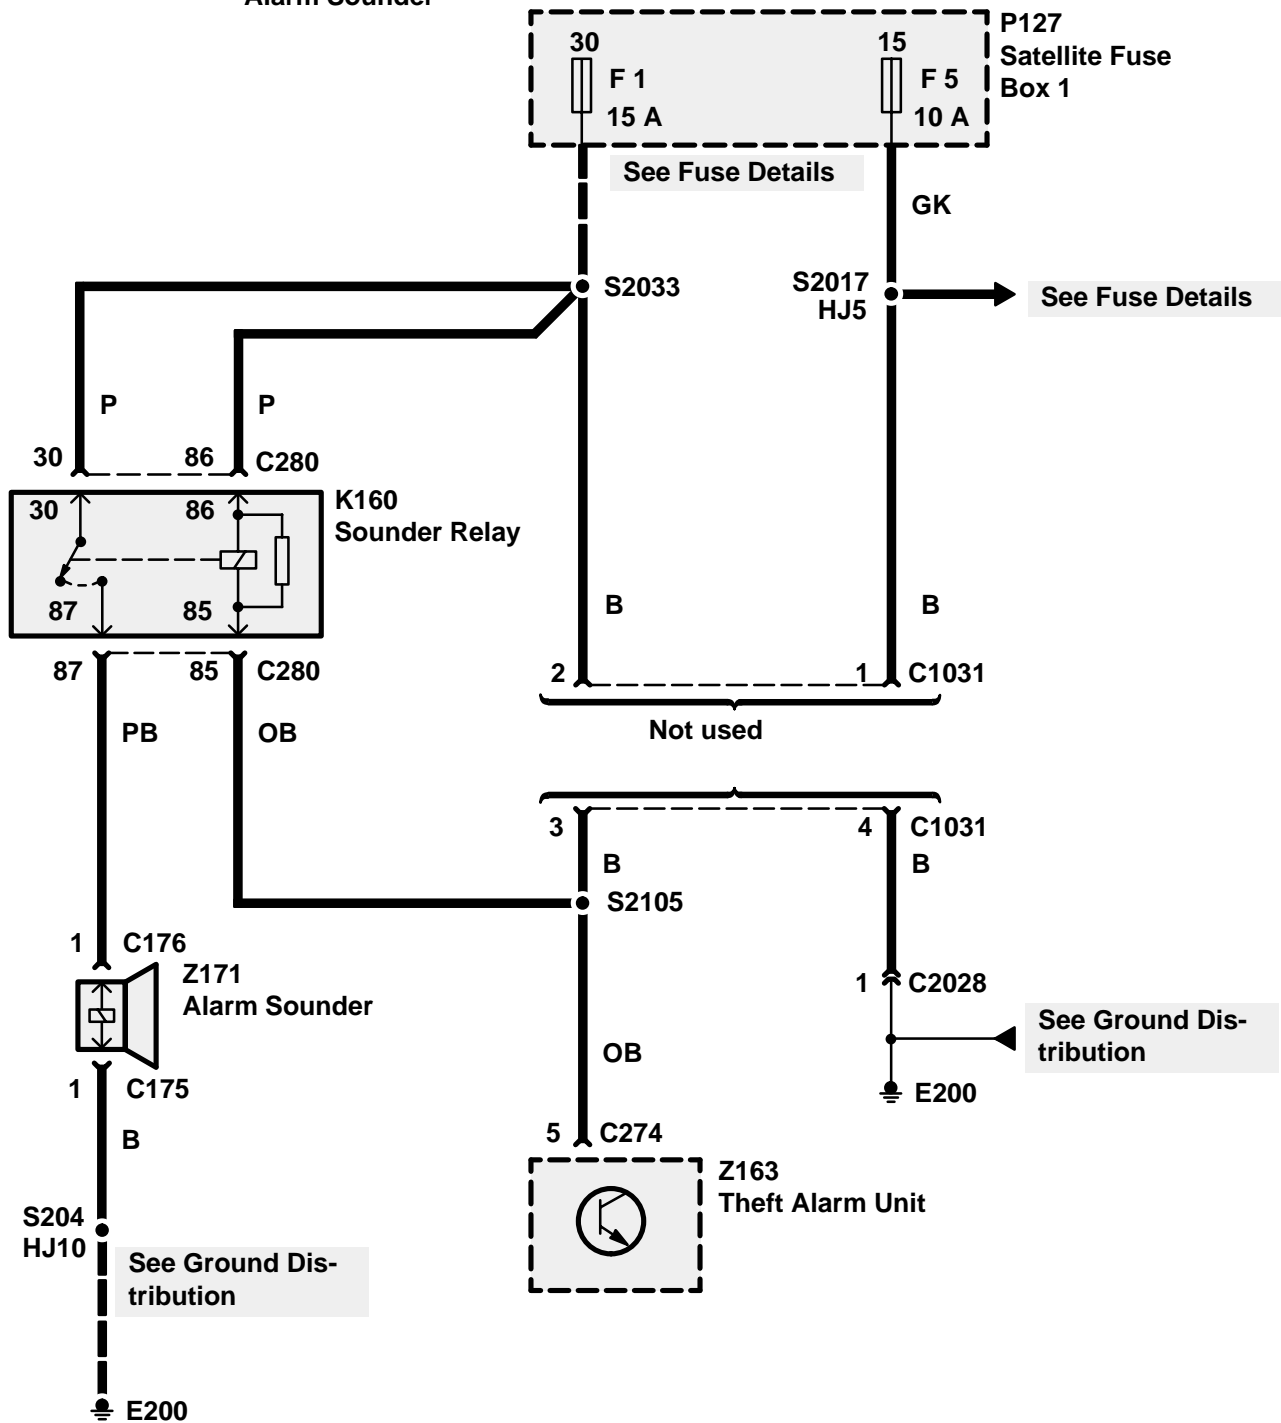 Alarm Sounder
P127
Satellite Fuse
Box 1
30
15
F 1
F 5
15 A
10 A
See Fuse Details
GK
S2033
S2017
HJ5
See Fuse Details
P
P
30
86
C280
30
86
K160
Sounder Relay
87
85
B
B
87
85
C280
2
1
C1031
PB
OB
Not used
3
4
C1031
B
B
S2105
1
C176
Z171
Alarm Sounder
1
C2028
See Ground Dis-
tribution
OB
1
C175
E200
B
5
C274
Z163
Theft Alarm Unit
S204
HJ10
See Ground Dis-
tribution
E200